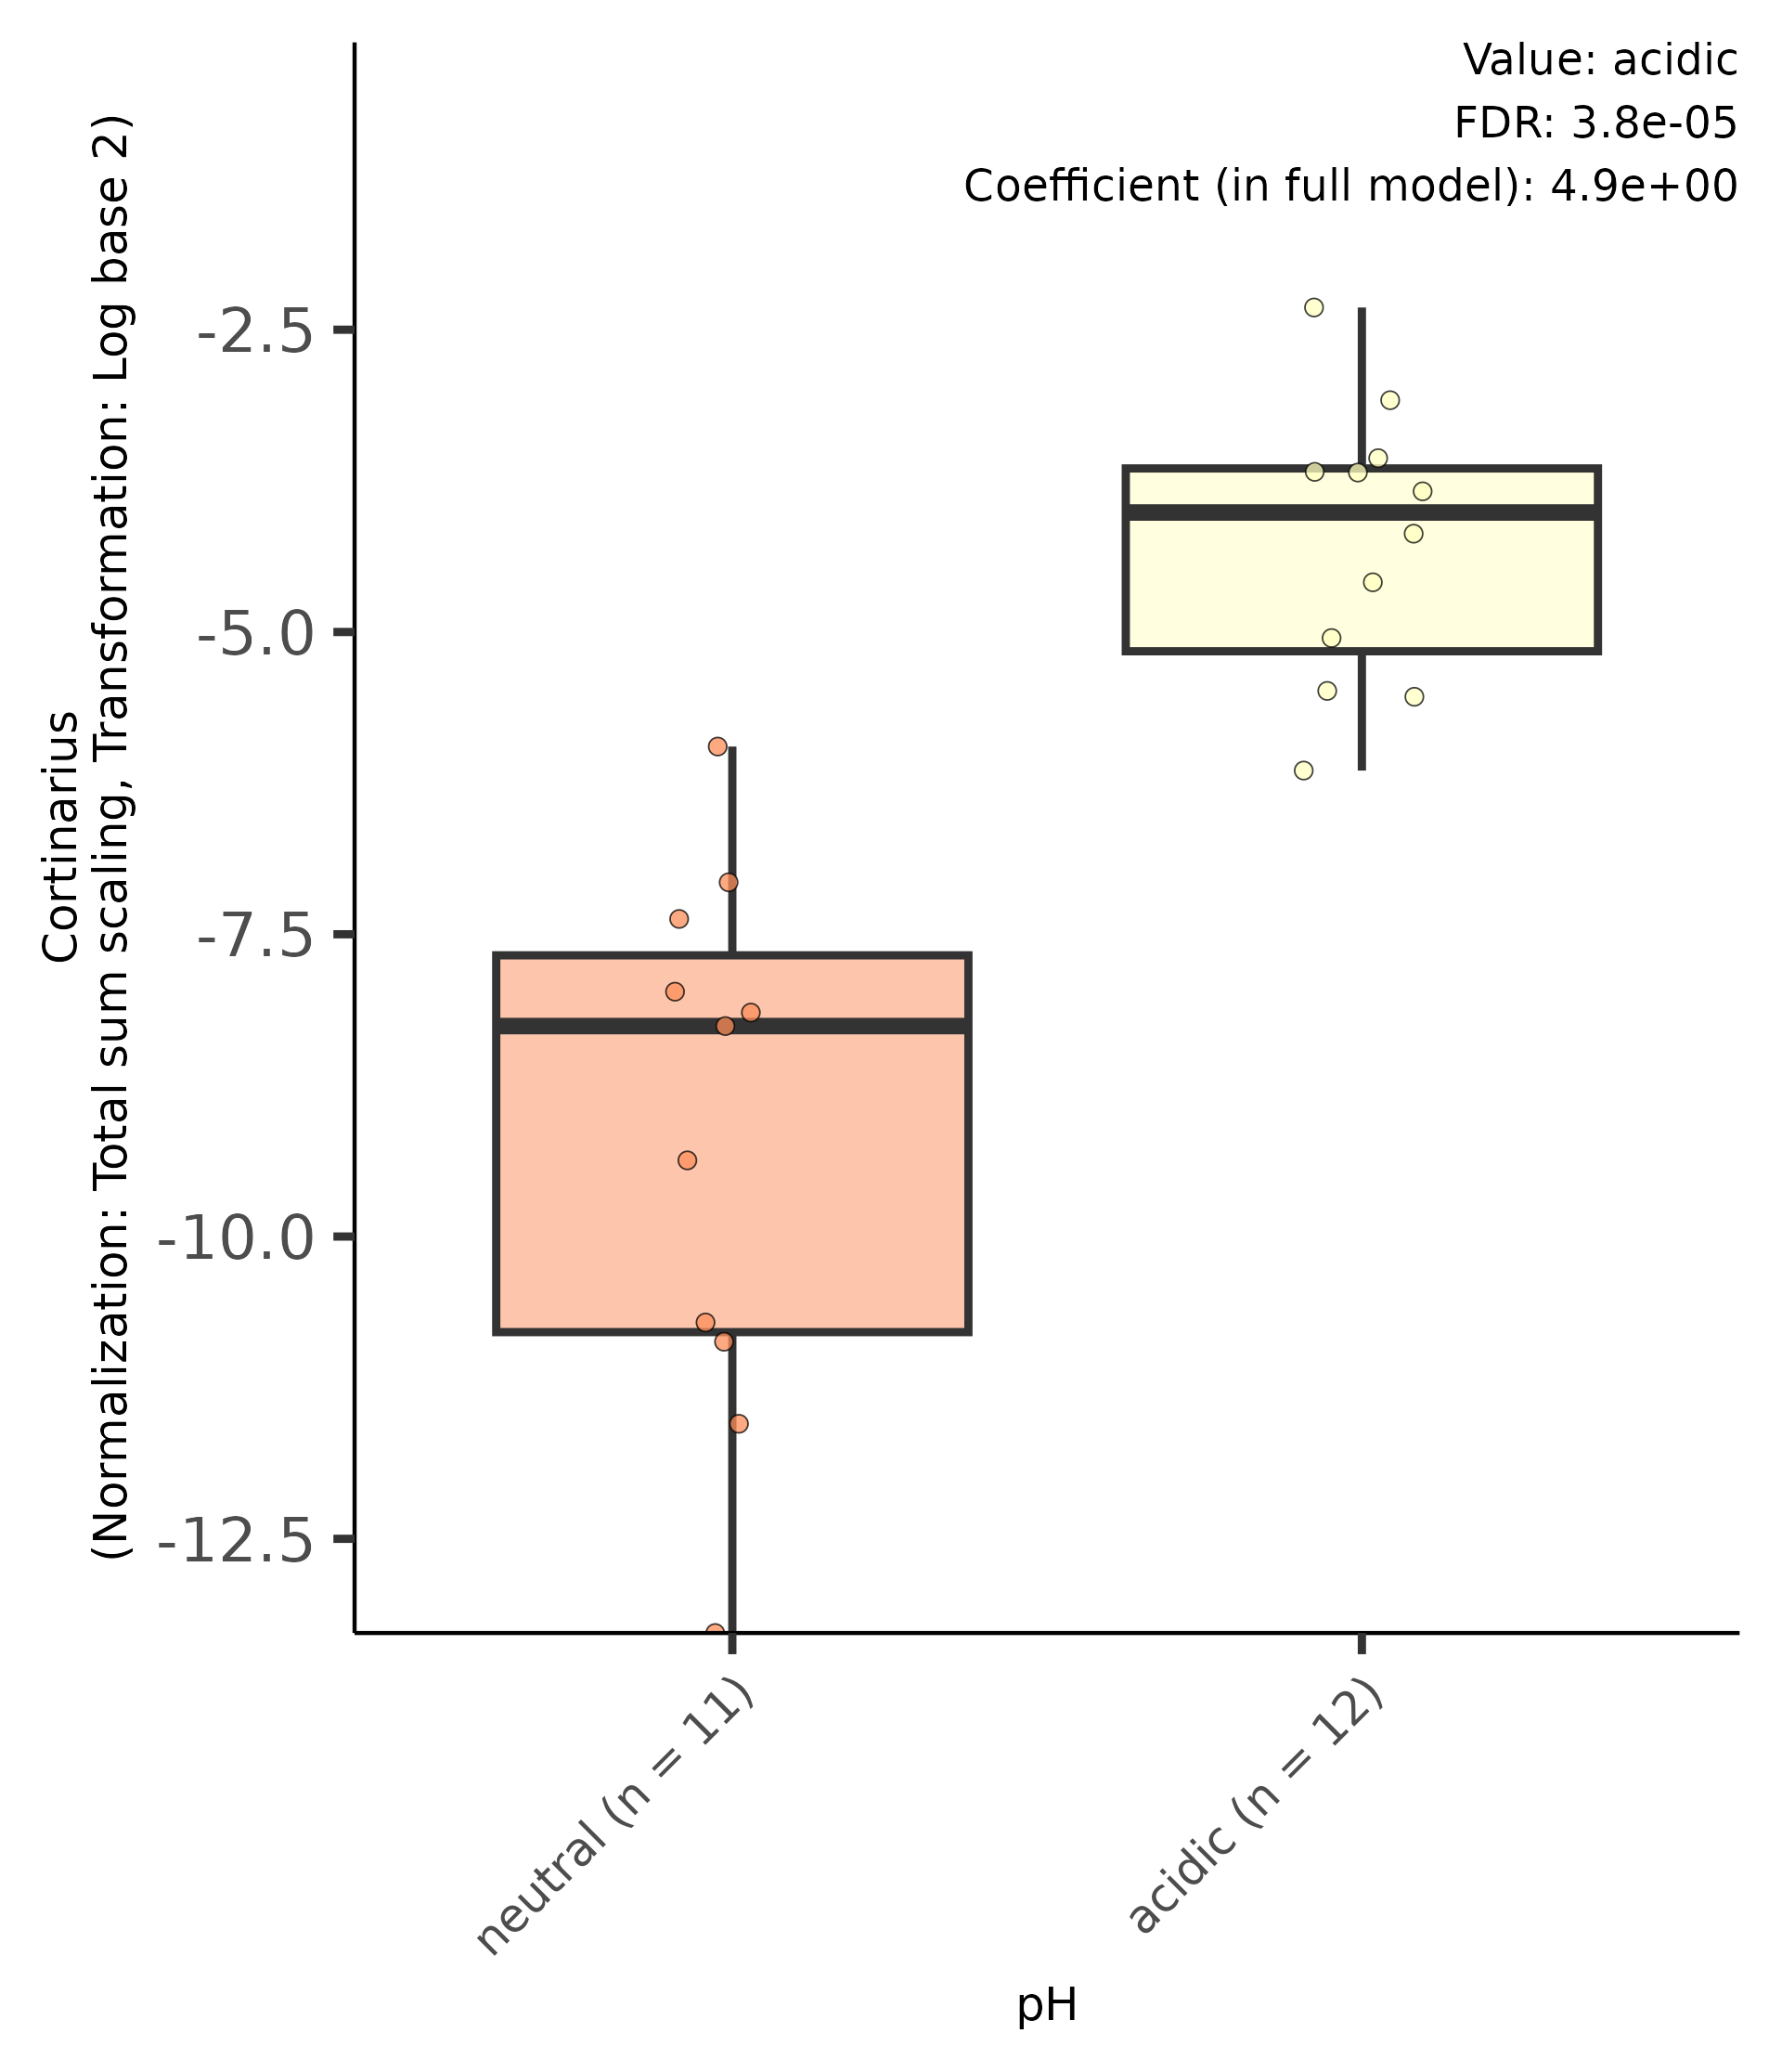 Value: acidic
FDR: 3.8e-05
Coefficient (in full model): 4.9e+00
Cortinarius
(Normalization: Total sum scaling, Transformation: Log base 2)
-2.5
-5.0
-7.5
-10.0
-12.5
neutral (n = 11)
acidic (n = 12)
pH